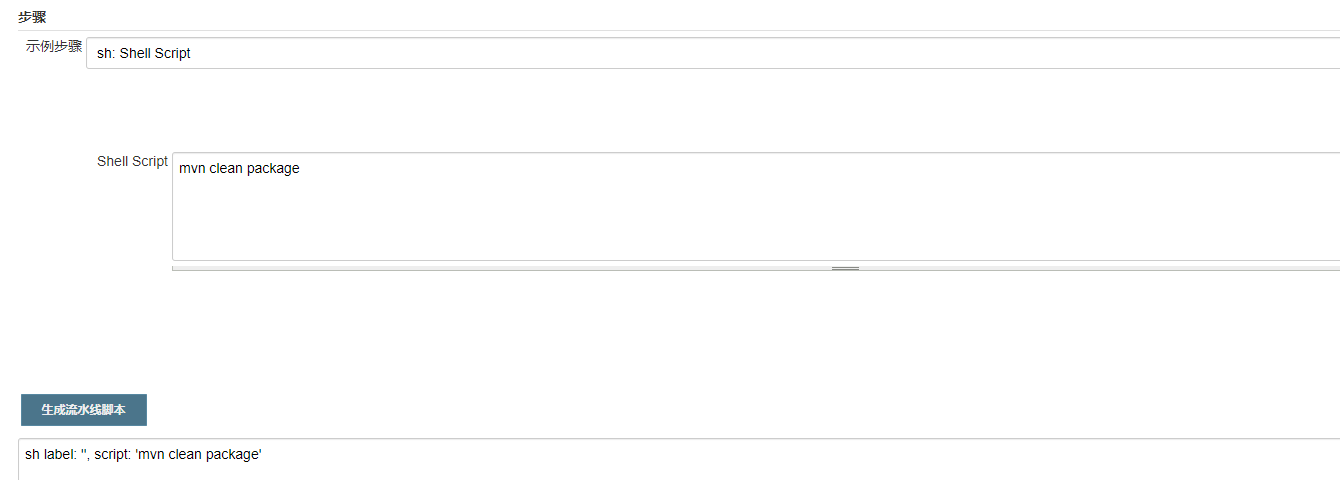 步骤
示例步骤 sh: Shell Script
Shell Script mvn clean package
生成流水线脚本
sh label: '', script: 'mvn clean package'